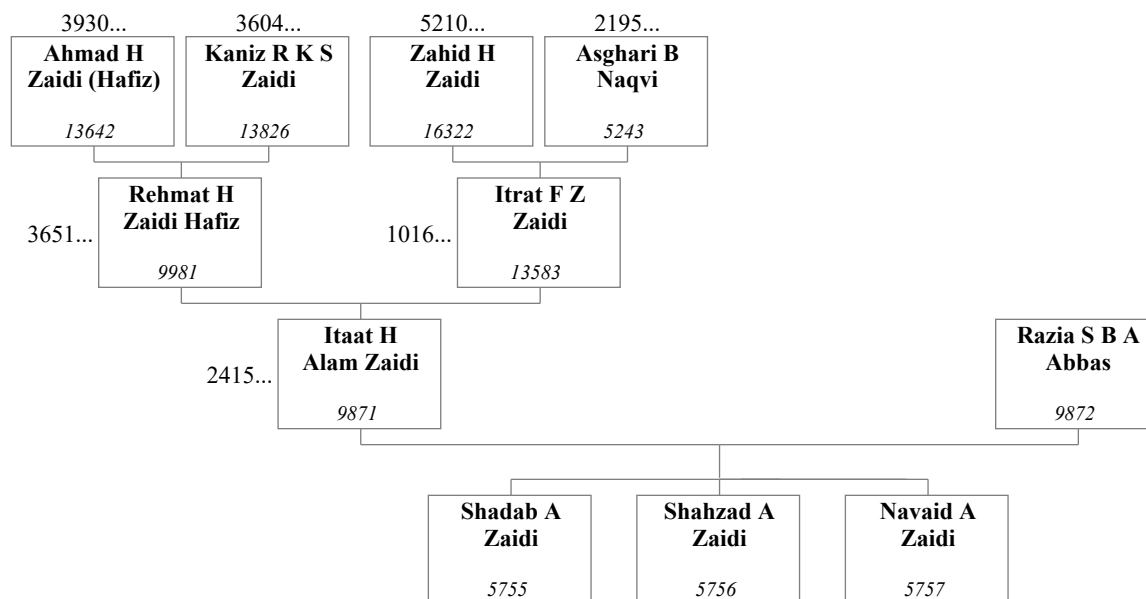 3930...
3604...
5210...
2195...
Ahmad H
Zaidi (Hafiz)
13642
Kaniz R K S
Zaidi
13826
Zahid H
Zaidi
16322
Asghari B
Naqvi
5243
3651...
Rehmat H
Zaidi Hafiz
9981
1016...
Itrat F Z
Zaidi
13583
2415...
Itaat H
Alam Zaidi
9871
Razia S B A
Abbas
9872
Shadab A
Zaidi
5755
Shahzad A
Zaidi
5756
Navaid A
Zaidi
5757